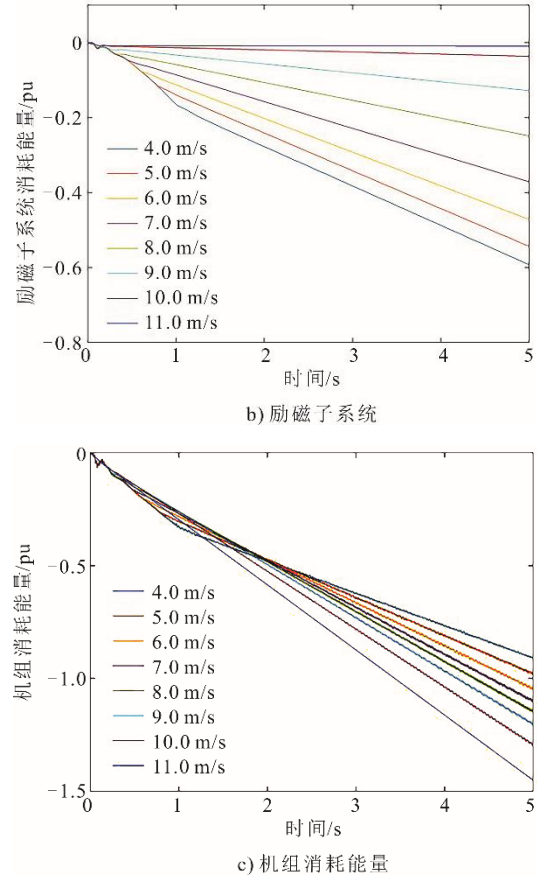 0
−0.2
−0.4
−0.6
−0.8
励磁子系统消耗能量/pu
4.0 m/s
5.0 m/s
6.0 m/s
7.0 m/s
8.0 m/s
9.0 m/s
10.0 m/s
11.0 m/s
0 1 2 3 4 5
时间/s
b) 励磁子系统
0
−0.5
−1.0
−1.5
机组消耗能量/pu
4.0 m/s
5.0 m/s
6.0 m/s
7.0 m/s
8.0 m/s
9.0 m/s
10.0 m/s
11.0 m/s
0 1 2 3 4 5
时间/s
c) 机组消耗能量